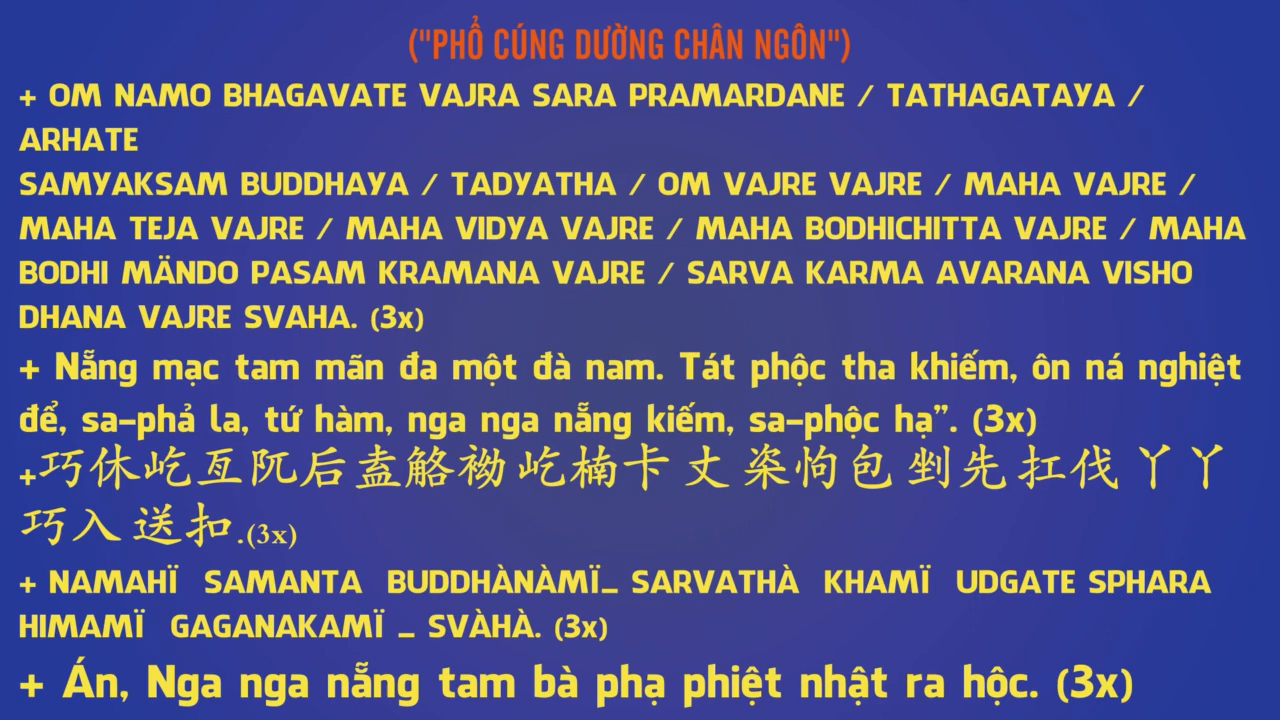 ("PHỔ CÚNG DƯỜNG CHÂN NGÔN")
+ OM NAMO BHAGAVATE VAJRA SARA PRAMARDANE / TATHAGATAYA /
ARHATE
SAMYAKSAM BUDDHAYA / TADYATHA / OM VAJRE VAJRE / MAHA VAJRE /
MAHA TEJA VAJRE / MAHA VIDYA VAJRE / MAHA BODHICHITTA VAJRE / MAHA
BODHI MÄNDO PASAM KRAMANA VAJRE / SARVA KARMA AVARANA VISHO
DHANA VAJRE SVAHA. (3x)
+ Nẵng mạc tam mãn đa một đà nam. Tát phộc tha khiếm, ôn ná nghiệt
để, sa-phả la, tứ hàm, nga nga nẵng kiếm, sa-phộc hạ”. (3x)
+巧休屹亙阢后盍觡袎屹楠卡丈 楶怐包 剉先 扛伐 丫丫
巧入 送扣.(3x)
+ NAMAHÏ SAMANTA BUDDHÀNÀMÏ_ SARVATHÀ KHAMÏ UDGATE SPHARA
HIMAMÏ GAGANAKAMÏ _ SVÀHÀ. (3x)
+ Án, Nga nga nẵng tam bà phạ phiệt nhật ra hộc. (3x)